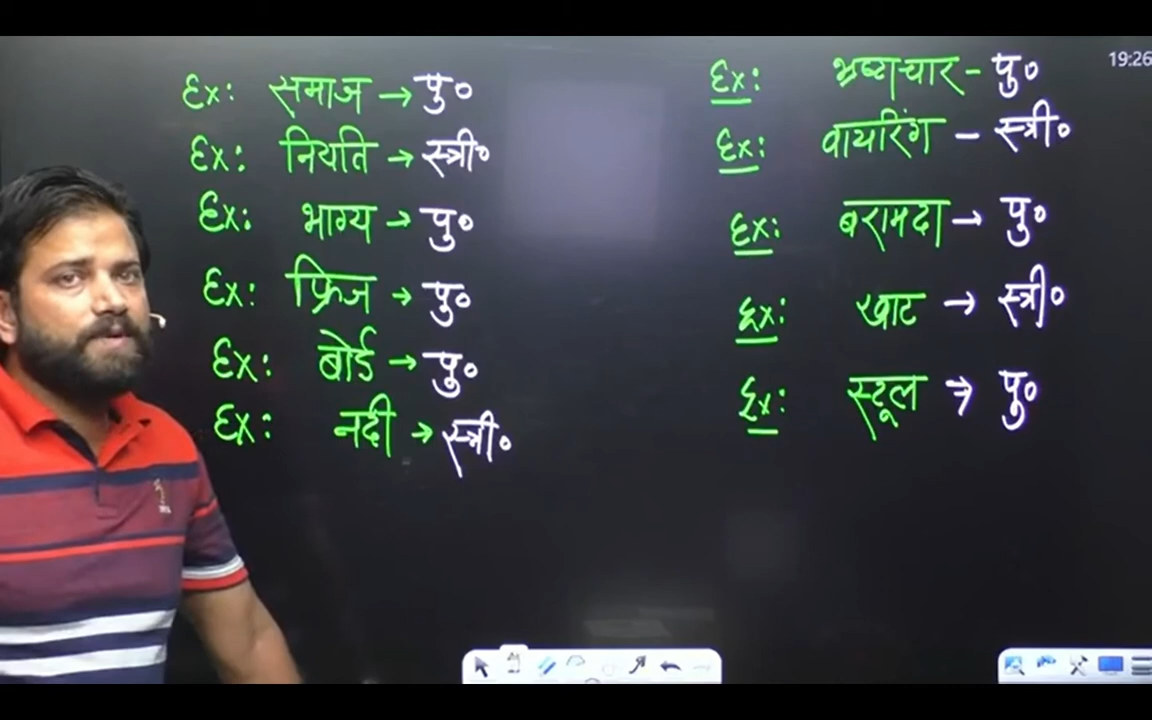 Ex: समाज → पु०
Ex: नियति → स्त्री०
Ex: भाग्य → पु०
Ex: फ्रिज → पु०
Ex: बोर्ड → पु०
Ex: नदी → स्त्री०
19:26
Ex: भ्रष्टाचार - पु०
Ex: वायरिंग - स्त्री०
Ex: बरामदा → पु०
Ex: खाट → स्त्री०
Ex: स्टूल → पु०